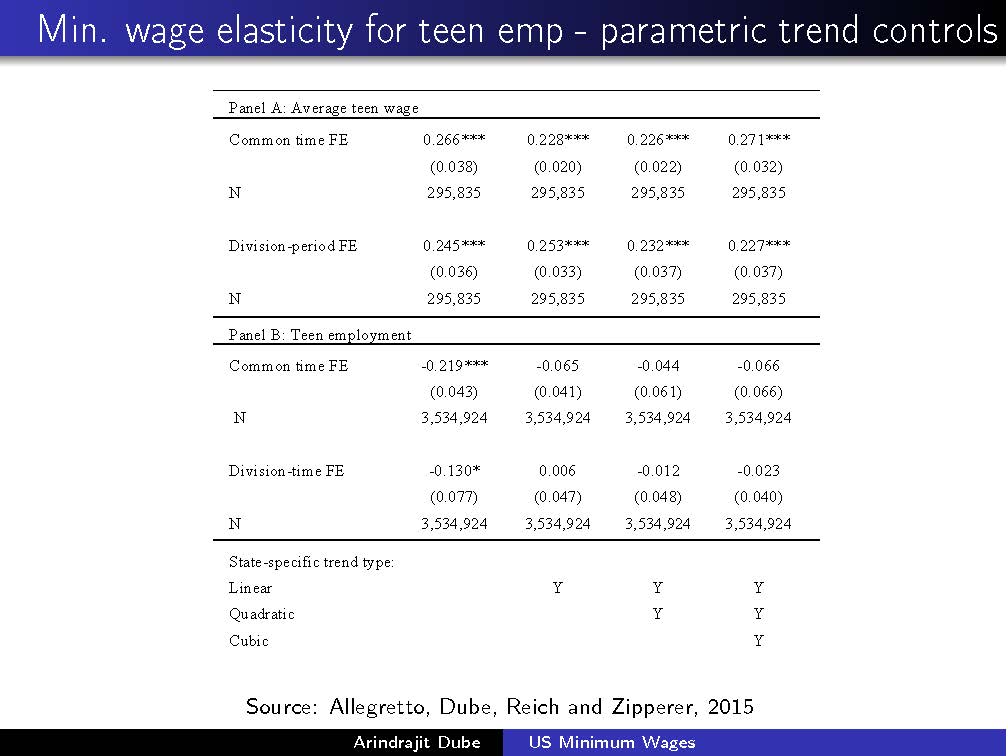 Min. wage elasticity for teen emp - parametric trend controls
Panel A: Average teen wage
Common time FE 0.266*** 0.228*** 0.226*** 0.271***
(0.038) (0.020) (0.022) (0.032)
N 295,835 295,835 295,835 295,835
Division-period FE 0.245*** 0.253*** 0.232*** 0.227***
(0.036) (0.033) (0.037) (0.037)
N 295,835 295,835 295,835 295,835
Panel B: Teen employment
Common time FE -0.219*** -0.065 -0.044 -0.066
(0.043) (0.041) (0.061) (0.066)
N 3,534,924 3,534,924 3,534,924 3,534,924
Division-time FE -0.130* 0.006 -0.012 -0.023
(0.077) (0.047) (0.048) (0.040)
N 3,534,924 3,534,924 3,534,924 3,534,924
State-specific trend type:
Linear Y Y Y
Quadratic Y Y
Cubic Y
Source: Allegretto, Dube, Reich and Zipperer, 2015
Arindrajit Dube US Minimum Wages